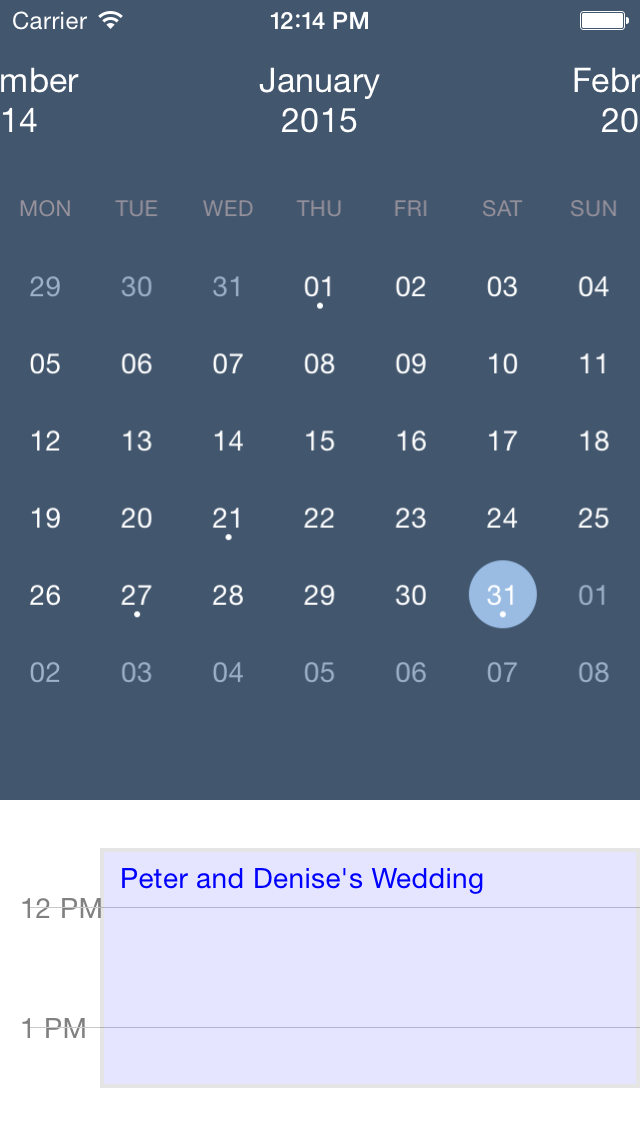 Carrier 12:14 PM
mber January Febr
14 2015 20
MON TUE WED THU FRI SAT SUN
29 30 31 01 02 03 04
05 06 07 08 09 10 11
12 13 14 15 16 17 18
19 20 21 22 23 24 25
26 27 28 29 30 31 01
02 03 04 05 06 07 08
Peter and Denise's Wedding
12 PM
1 PM